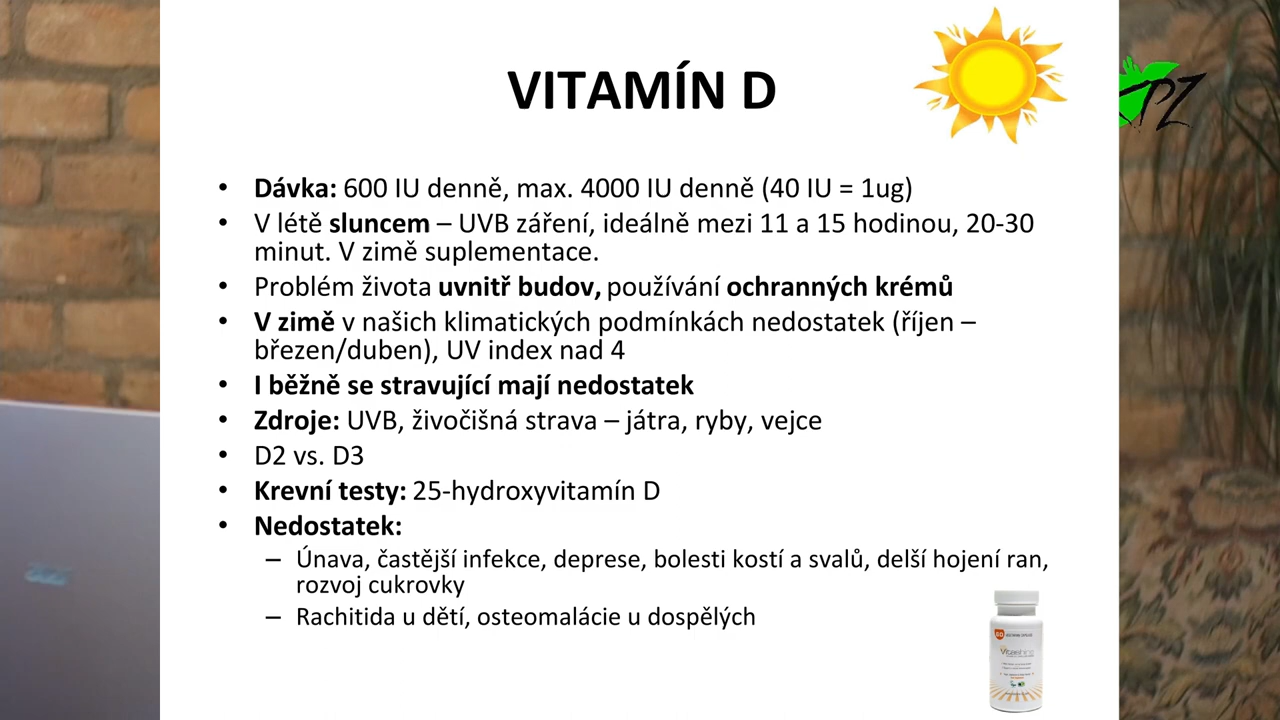 VITAMÍN D
• Dávka: 600 IU denně, max. 4000 IU denně (40 IU = 1ug)
• V létě sluncem – UVB záření, ideálně mezi 11 a 15 hodinou, 20-30
minut. V zimě suplementace.
• Problém života uvnitř budov, používání ochranných krémů
• V zimě v našich klimatických podmínkách nedostatek (říjen –
březen/duben), UV index nad 4
• I běžně se stravující mají nedostatek
• Zdroje: UVB, živočišná strava – játra, ryby, vejce
• D2 vs. D3
• Krevní testy: 25-hydroxyvitamín D
• Nedostatek:
– Únava, častější infekce, deprese, bolesti kostí a svalů, delší hojení ran,
rozvoj cukrovky
– Rachitida u dětí, osteomalácie u dospělých
PZ